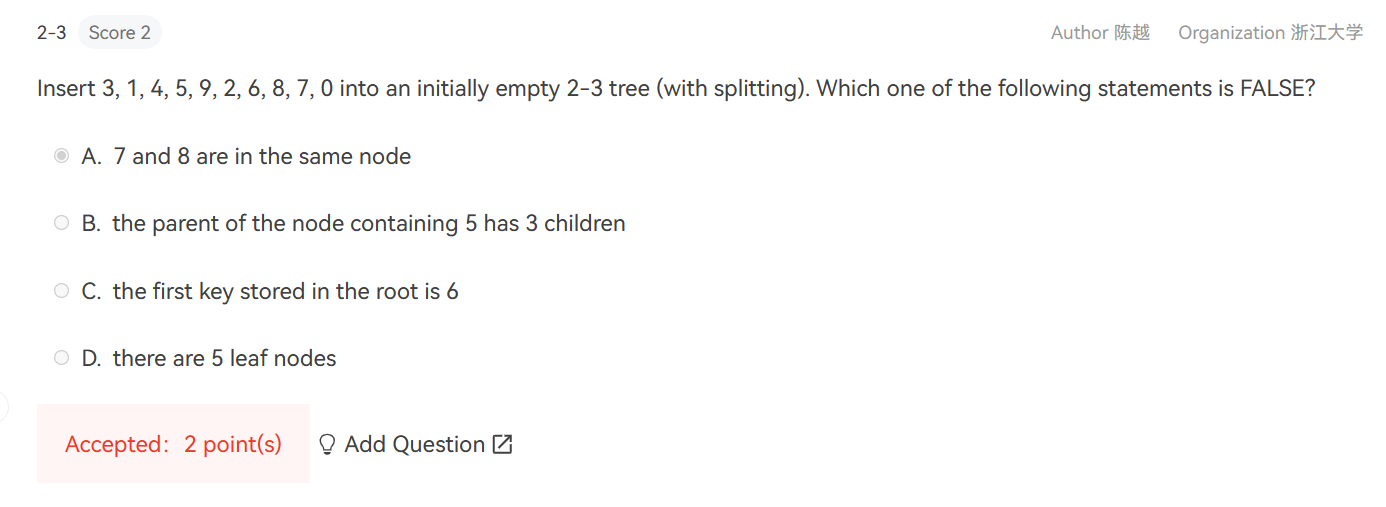 2-3 Score 2 Author 陈越 Organization 浙江大学
Insert 3, 1, 4, 5, 9, 2, 6, 8, 7, 0 into an initially empty 2-3 tree (with splitting). Which one of the following statements is FALSE?
A. 7 and 8 are in the same node
B. the parent of the node containing 5 has 3 children
C. the first key stored in the root is 6
D. there are 5 leaf nodes
Accepted: 2 point(s) Add Question